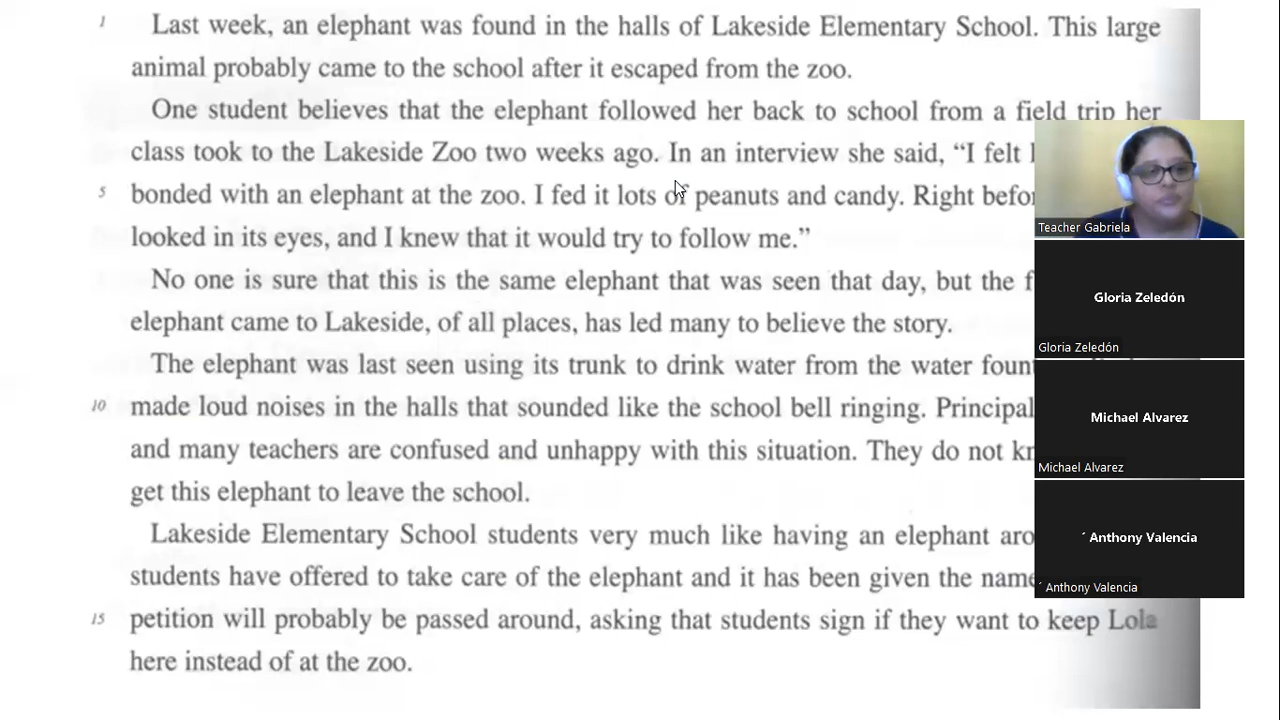 1 Last week, an elephant was found in the halls of Lakeside Elementary School. This large
animal probably came to the school after it escaped from the zoo.
One student believes that the elephant followed her back to school from a field trip her
class took to the Lakeside Zoo two weeks ago. In an interview she said, “I felt
5 bonded with an elephant at the zoo. I fed it lots of peanuts and candy. Right
looked in its eyes, and I knew that it would try to follow me.”
No one is sure that this is the same elephant that was seen that day, but the
elephant came to Lakeside, of all places, has led many to believe the story.
The elephant was last seen using its trunk to drink water from the water
10 made loud noises in the halls that sounded like the school bell ringing. Principal
and many teachers are confused and unhappy with this situation. They do not
get this elephant to leave the school.
Lakeside Elementary School students very much like having an elephant
students have offered to take care of the elephant and it has been given the name
15 petition will probably be passed around, asking that students sign if they want to keep Lola
here instead of at the zoo.
Teacher Gabriela
Gloria Zeledón
Gloria Zeledón
Michael Alvarez
Michael Alvarez
´ Anthony Valencia
´ Anthony Valencia